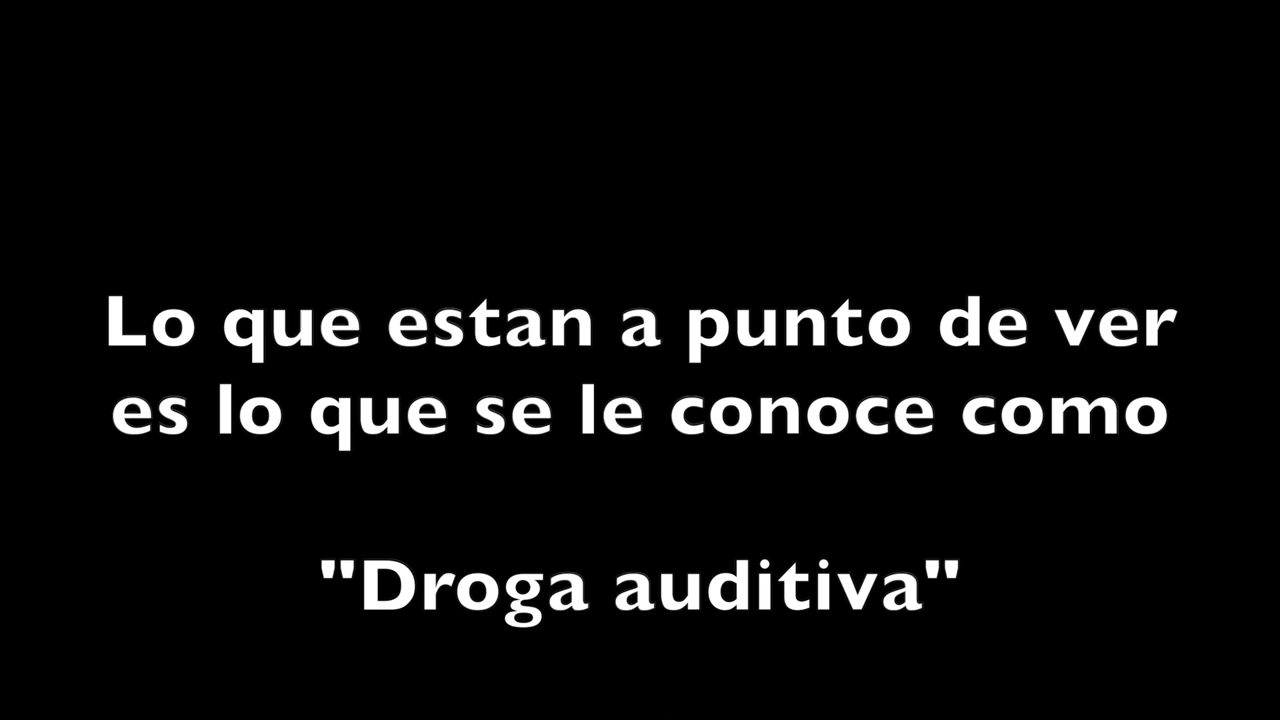 Lo que estan a punto de ver
es lo que se le conoce como
"Droga auditiva"